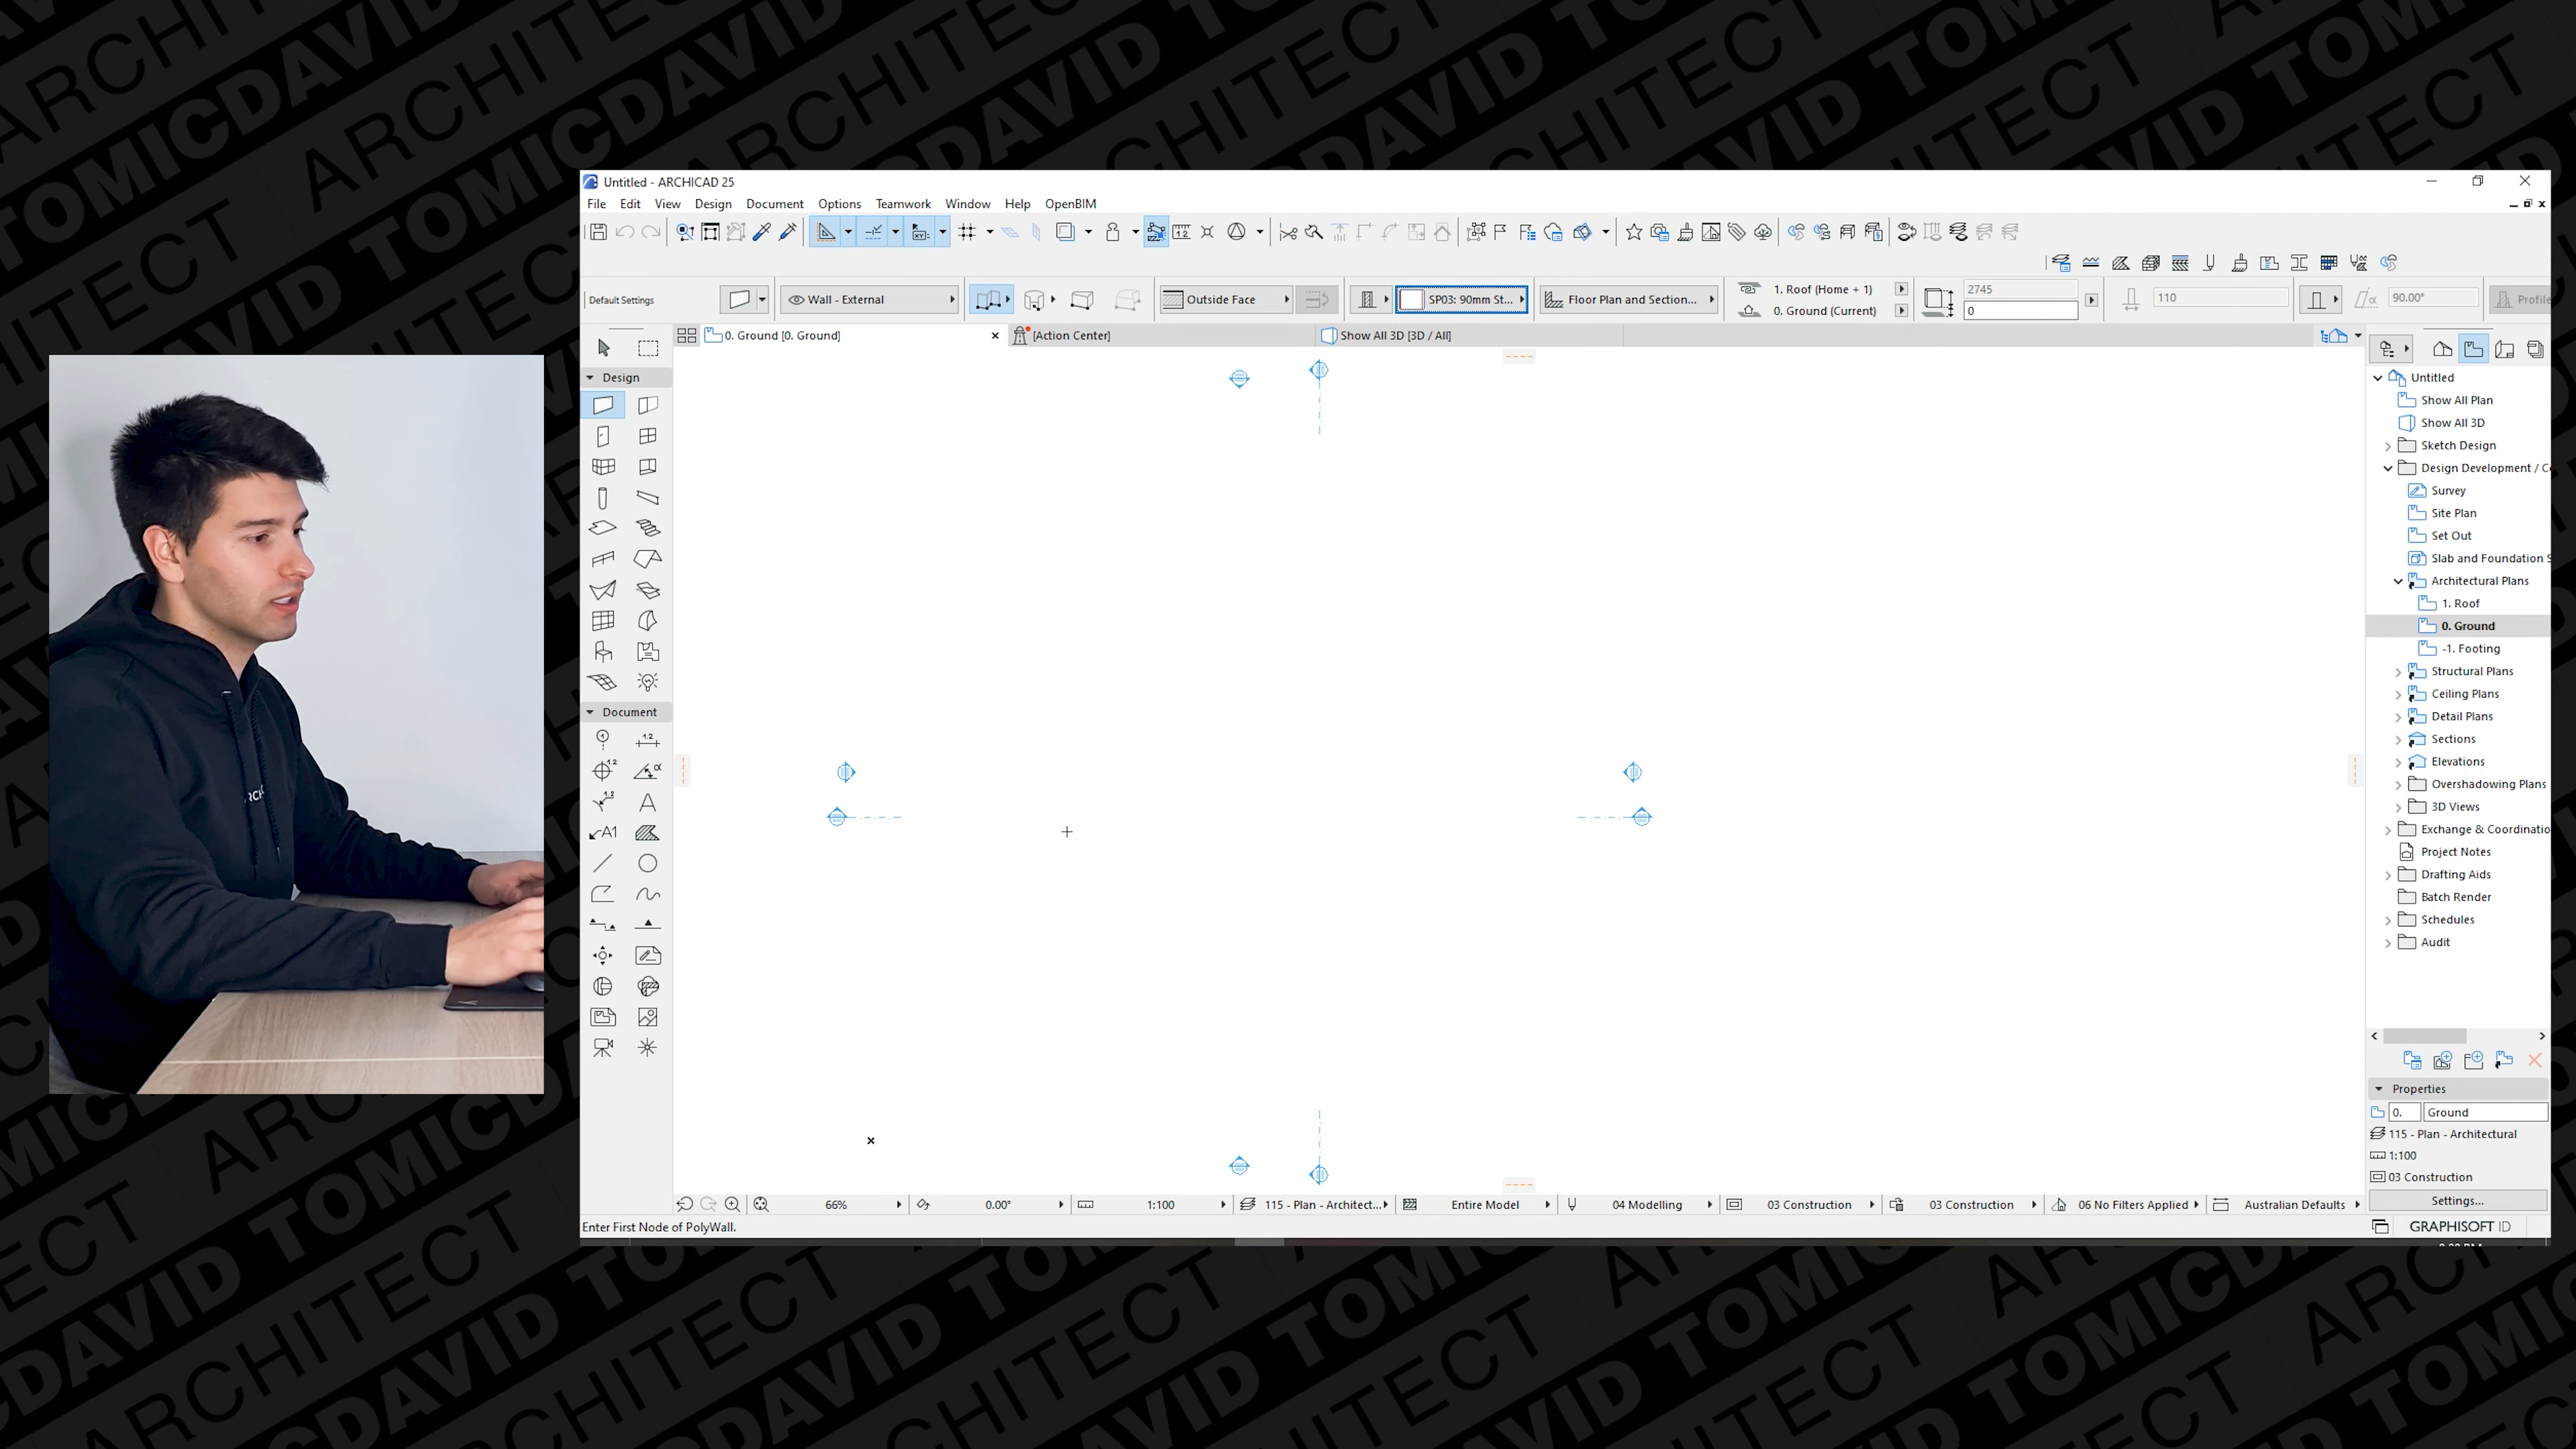 ARCHITECT DAVID TOMIC
Untitled - ARCHICAD 25
File Edit View Design Document Options Teamwork Window Help OpenBIM
Default Settings
Wall - External
Outside Face
SP03: 90mm St...
Floor Plan and Section...
1. Roof (Home + 1)
0. Ground (Current)
2745
0
110
90.00°
Profile
0. Ground [0. Ground]
[Action Center]
Show All 3D [3D / All]
Design
Document
Untitled
Show All Plan
Show All 3D
Sketch Design
Design Development / C
Survey
Site Plan
Set Out
Slab and Foundation S
Architectural Plans
1. Roof
0. Ground
-1. Footing
Structural Plans
Ceiling Plans
Detail Plans
Sections
Elevations
Overshadowing Plans
3D Views
Exchange & Coordinatio
Project Notes
Drafting Aids
Batch Render
Schedules
Audit
Properties
0. Ground
115 - Plan - Architectural
1:100
03 Construction
Settings...
66%
0.00°
1:100
115 - Plan - Architect...
Entire Model
04 Modelling
03 Construction
03 Construction
06 No Filters Applied
Australian Defaults
Enter First Node of PolyWall.
GRAPHISOFT ID